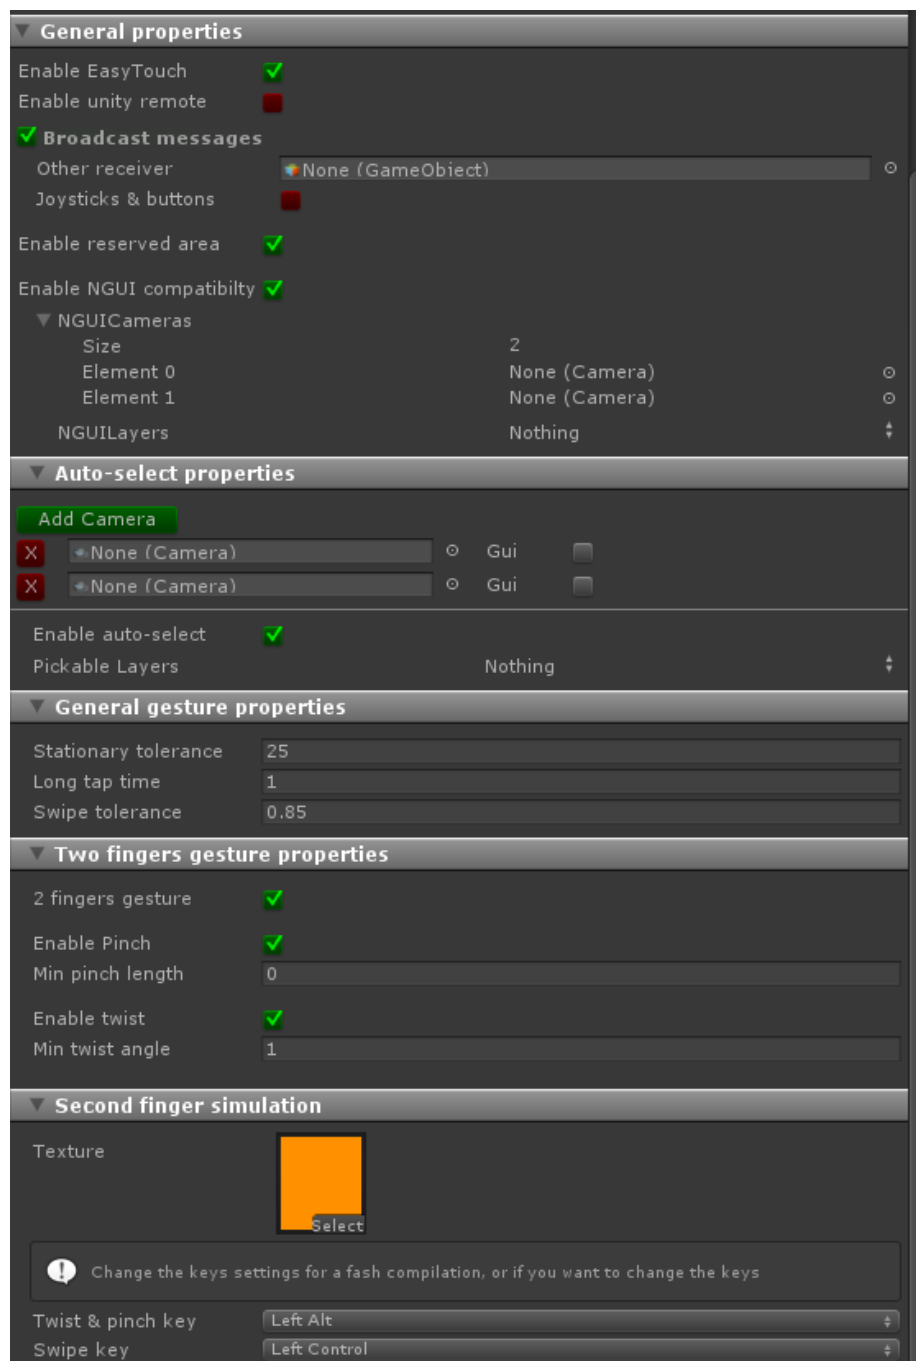 General properties
Enable EasyTouch
Enable unity remote
Broadcast messages
Other receiver None (GameObject)
Joysticks & buttons
Enable reserved area
Enable NGUI compatibilty
NGUICameras
Size 2
Element 0 None (Camera)
Element 1 None (Camera)
NGUILayers Nothing
Auto-select properties
Add Camera
X None (Camera) Gui
X None (Camera) Gui
Enable auto-select
Pickable Layers Nothing
General gesture properties
Stationary tolerance 25
Long tap time 1
Swipe tolerance 0.85
Two fingers gesture properties
2 fingers gesture
Enable Pinch
Min pinch length 0
Enable twist
Min twist angle 1
Second finger simulation
Texture
Select
Change the keys settings for a fash compilation, or if you want to change the keys
Twist & pinch key Left Alt
Swipe key Left Control